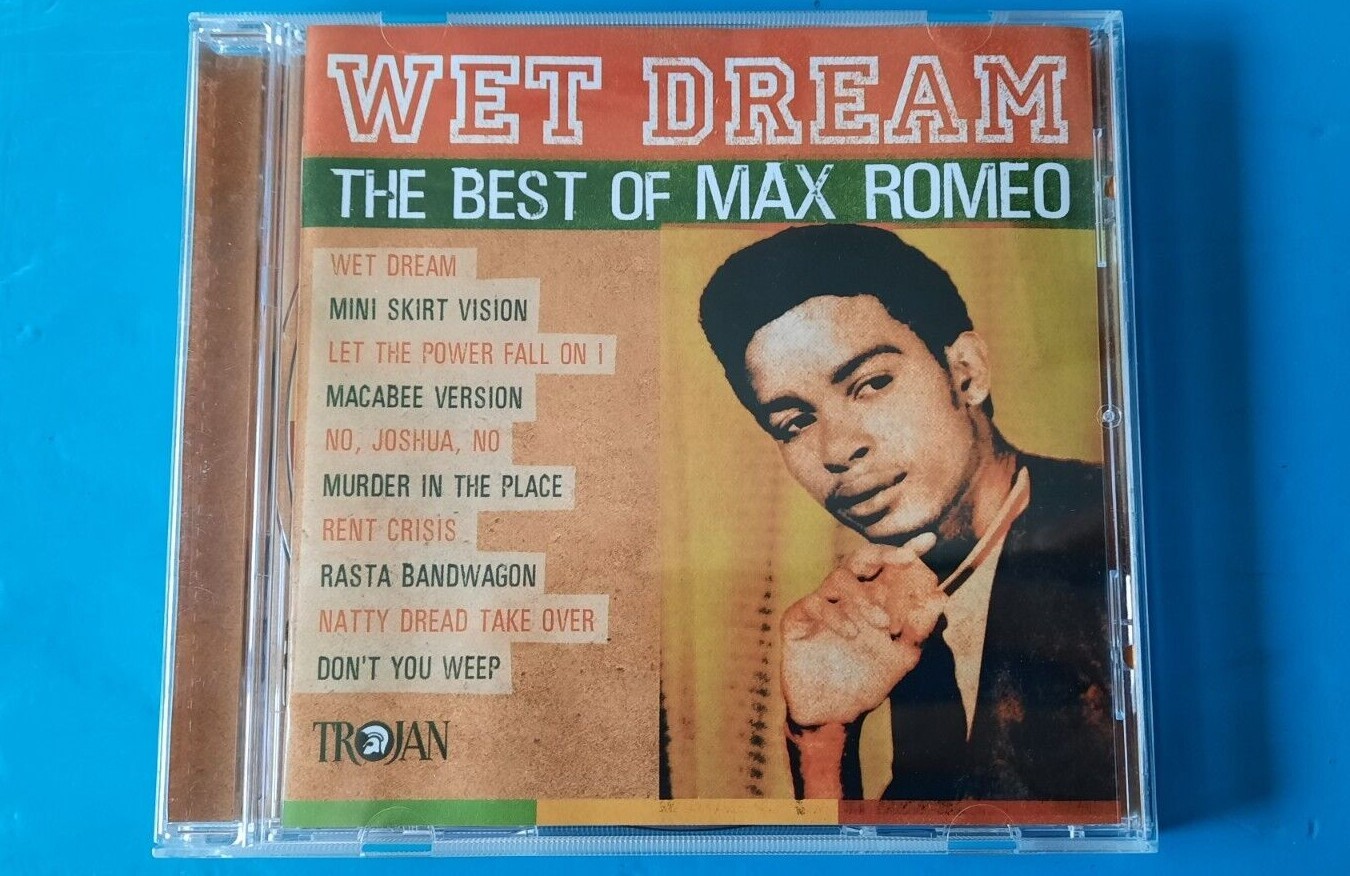 WET DREAM
THE BEST OF MAX ROMEO
WET DREAM
MINI SKIRT VISION
LET THE POWER FALL ON I
MACABEE VERSION
NO, JOSHUA, NO
MURDER IN THE PLACE
RENT CRISIS
RASTA BANDWAGON
NATTY DREAD TAKE OVER
DON'T YOU WEEP
TROJAN